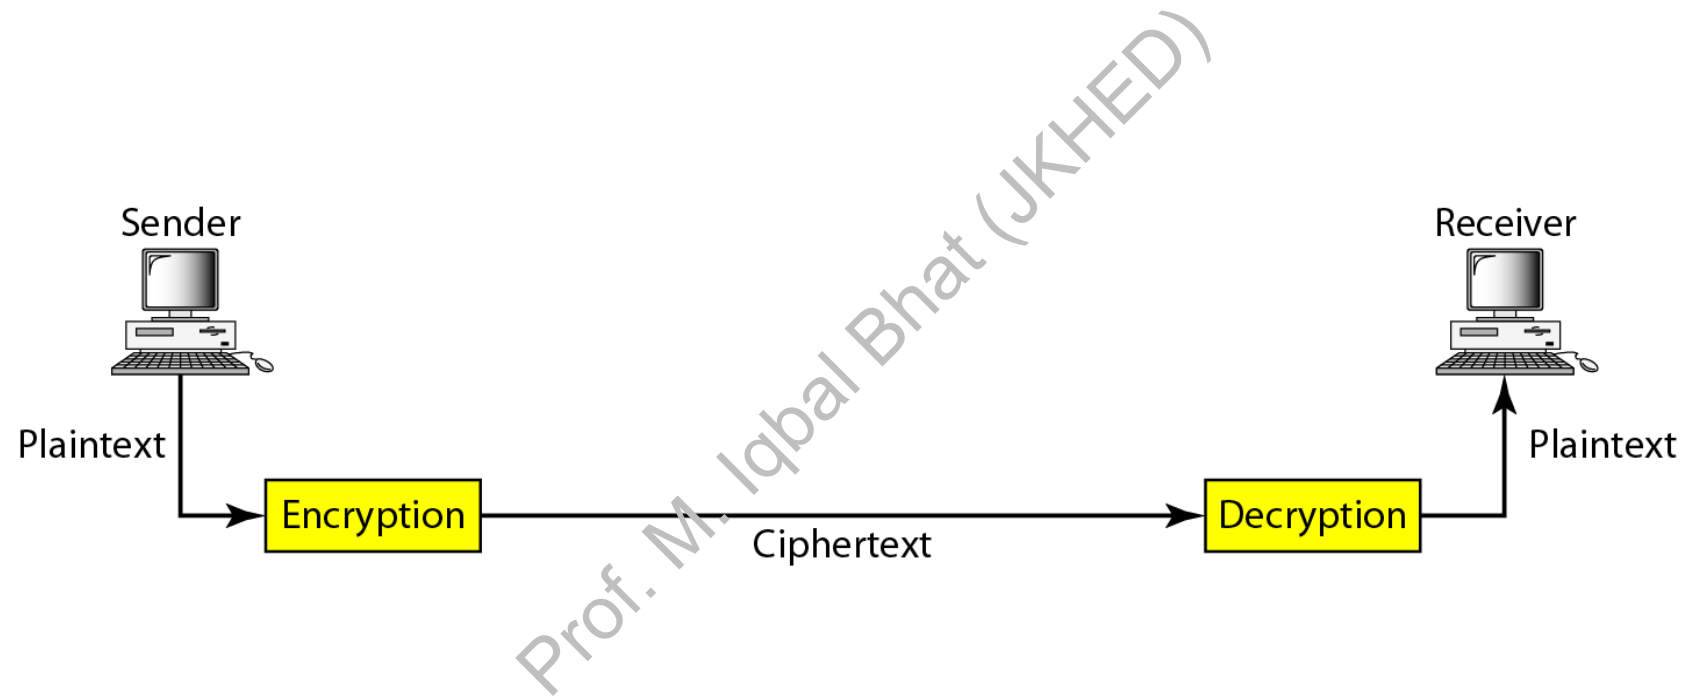 Sender
Receiver
Plaintext
Plaintext
Encryption
Decryption
Ciphertext
Prof. M. Iqbal Bhat (JKHED)